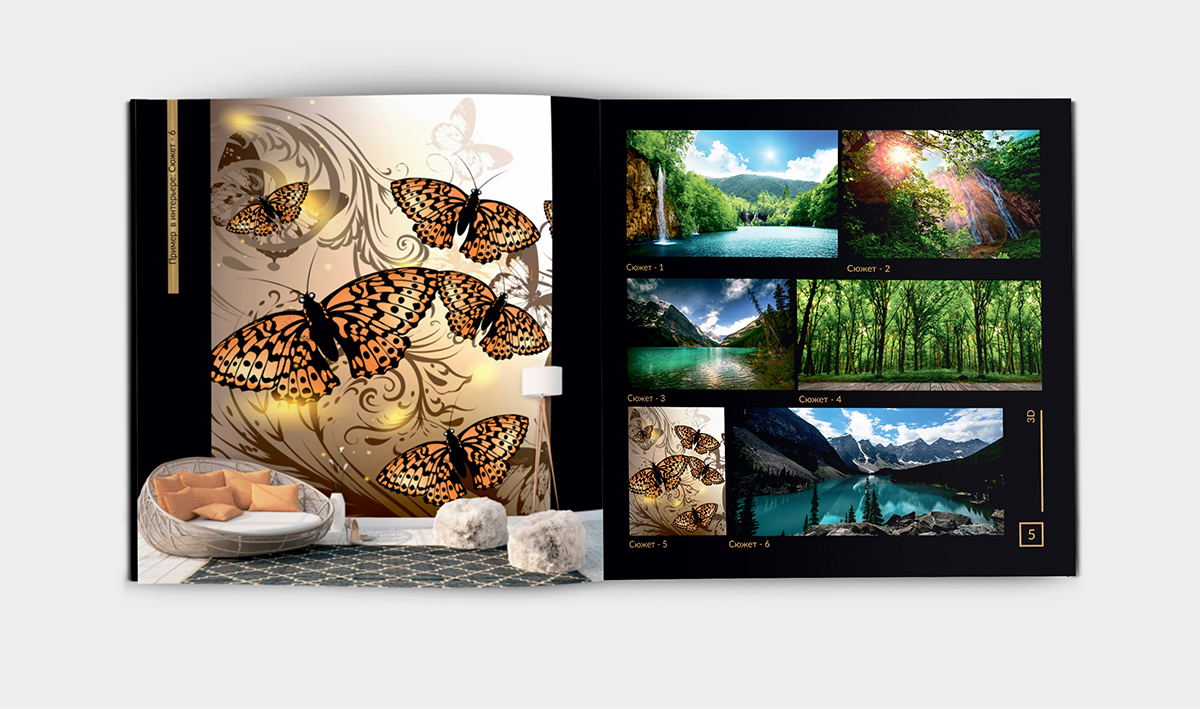 Пример в интерьере: Сюжет - 6
Сюжет - 1
Сюжет - 2
Сюжет - 3
Сюжет - 4
3D
Сюжет - 5
Сюжет - 6
5